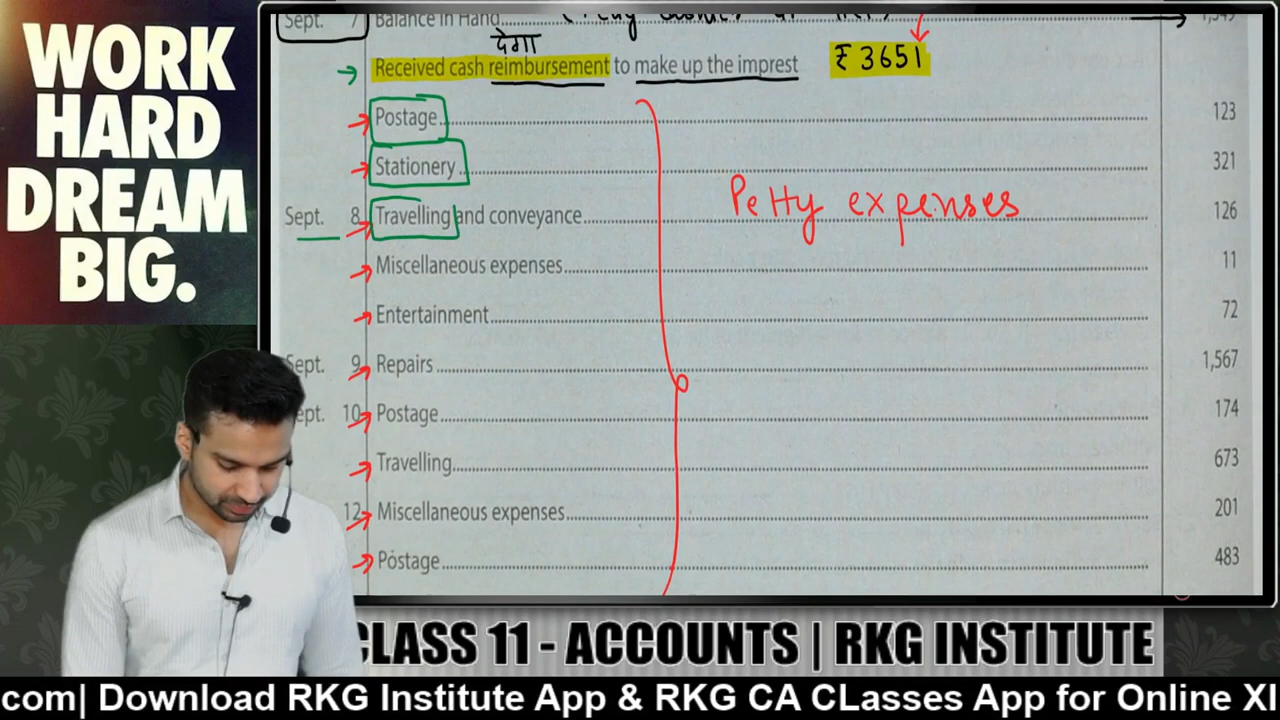 WORK
HARD
DREAM
BIG.
Sept. 7 Balance in Hand
देगा
Received cash reimbursement to make up the imprest ₹ 3651
Postage 123
Stationery 321
Sept. 8 Travelling and conveyance 126
Petty expenses
Miscellaneous expenses 11
Entertainment 72
Sept. 9 Repairs 1,567
ept. 10 Postage 174
Travelling 673
12 Miscellaneous expenses 201
Postage 483
CLASS 11 - ACCOUNTS | RKG INSTITUTE
com| Download RKG Institute App & RKG CA CLasses App for Online XI